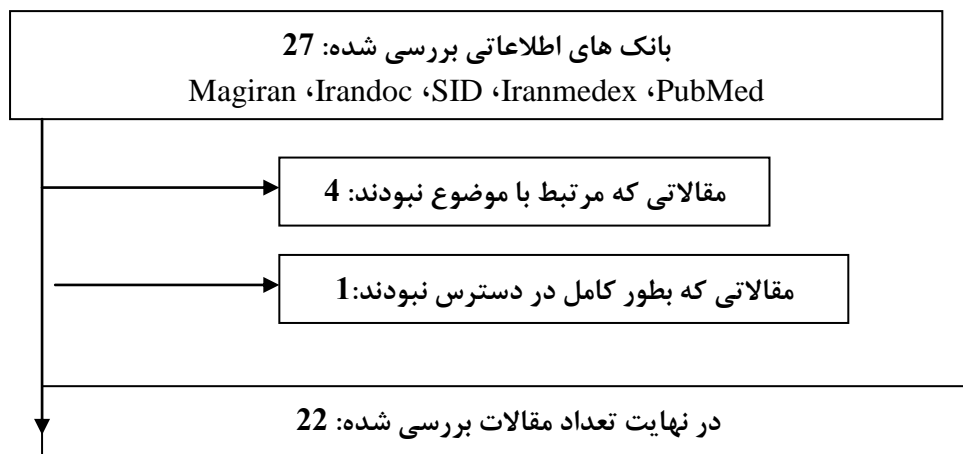 بانک های اطلاعاتی بررسی شده: 27
Magiran ،Irandoc ،SID ،Iranmedex ،PubMed
مقالاتی که مرتبط با موضوع نبودند: 4
مقالاتی که بطور کامل در دسترس نبودند:1
در نهایت تعداد مقالات بررسی شده: 22